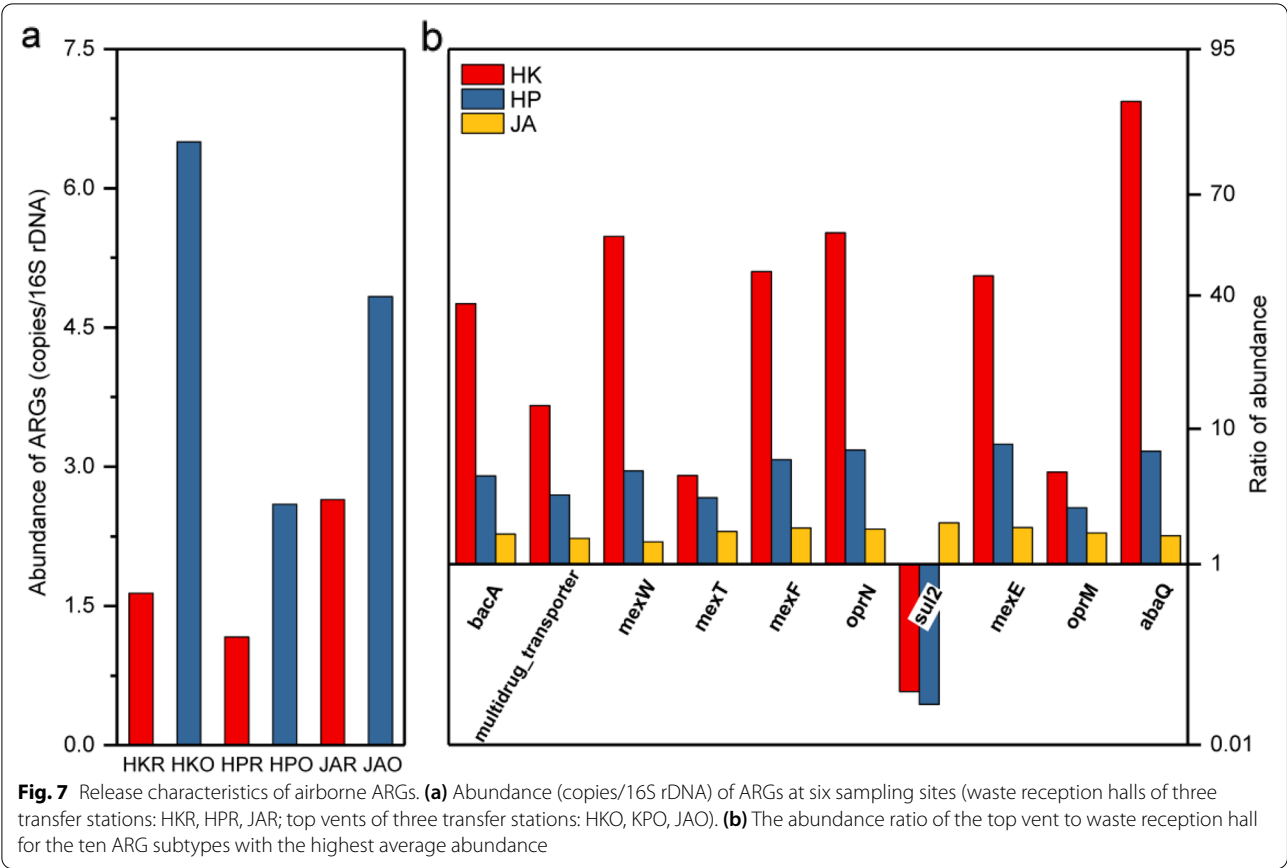 a
b
7.5
6.0
4.5
3.0
1.5
0.0
Abundance of ARGs (copies/16S rDNA)
HKR HKO HPR HPO JAR JAO
HK
HP
JA
95
70
40
10
1
0.01
Ratio of abundance
bacA
multidrug_transporter
mexW
mexT
mexF
oprN
sul2
mexE
oprM
abaQ
Fig. 7 Release characteristics of airborne ARGs. (a) Abundance (copies/16S rDNA) of ARGs at six sampling sites (waste reception halls of three
transfer stations: HKR, HPR, JAR; top vents of three transfer stations: HKO, KPO, JAO). (b) The abundance ratio of the top vent to waste reception hall
for the ten ARG subtypes with the highest average abundance